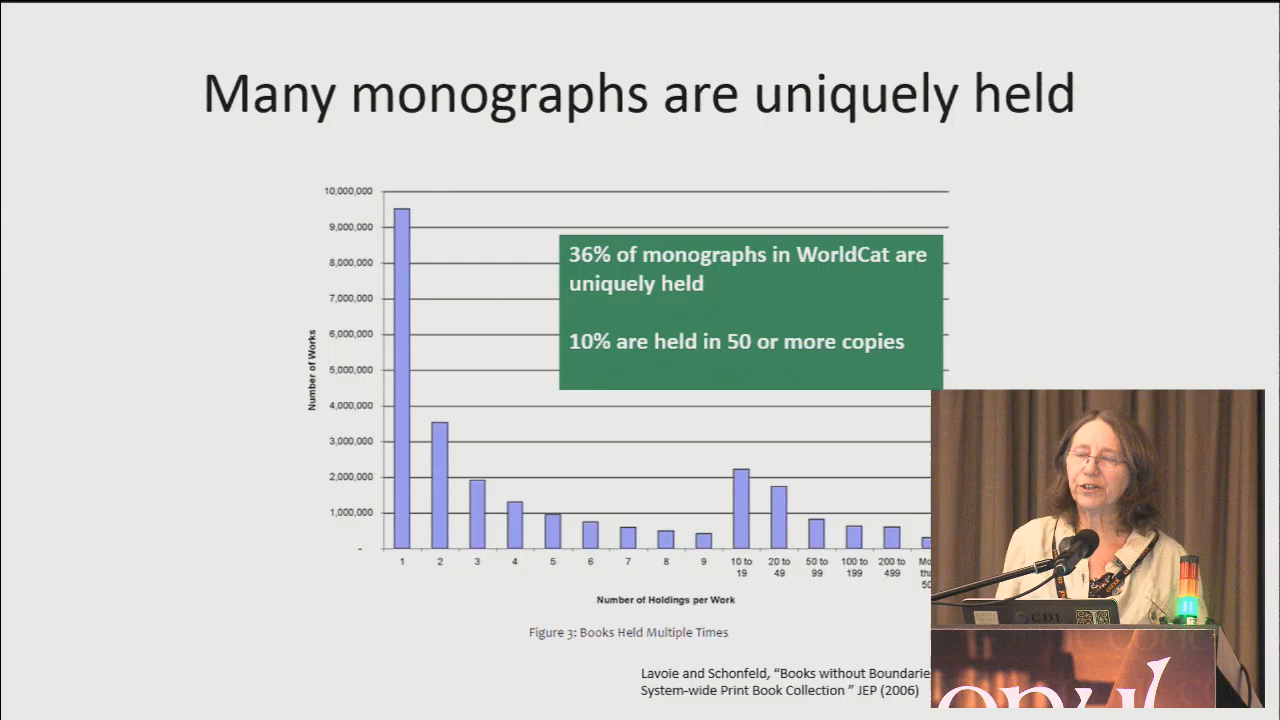 Many monographs are uniquely held
10,000,000
9,000,000
8,000,000
7,000,000
6,000,000
5,000,000
4,000,000
3,000,000
2,000,000
1,000,000
-
Number of Works
36% of monographs in WorldCat are
uniquely held
10% are held in 50 or more copies
1 2 3 4 5 6 7 8 9 10 to 20 to 50 to 100 to 200 to
19 49 99 199 499
Number of Holdings per Work
Figure 3: Books Held Multiple Times
Lavoie and Schonfeld, “Books without Boundarie
System-wide Print Book Collection ” JEP (2006)
CDL